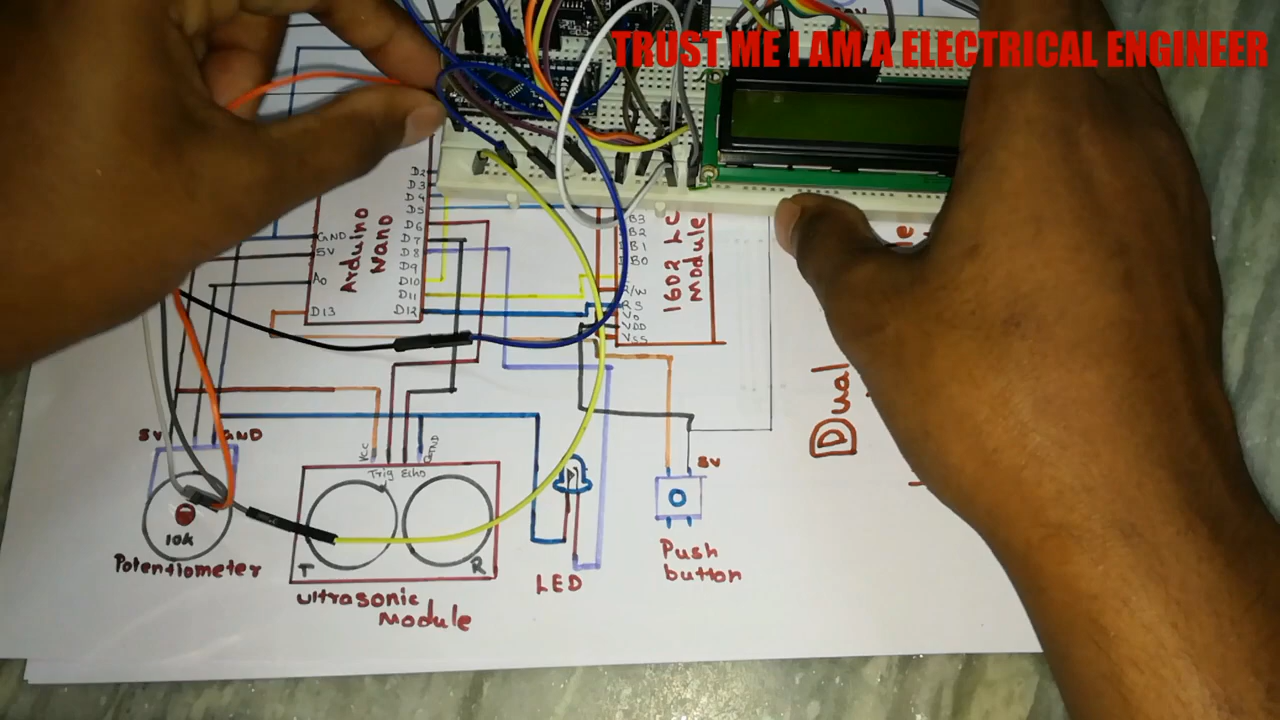 TRUST ME I AM A ELECTRICAL ENGINEER
D2
D3
D4
D5
D6
D7
D8
D9
D10
D11
D12
GND
5V
A0
D13
Arduino
Nano
B3
B2
B1
B0
R/W
RS
V0
VDD
VSS
1602 LC
Module
Dual
5V
GND
10k
Potentiometer
VCC
Trig
Echo
GND
T
R
Ultrasonic
Module
LED
5V
Push
button